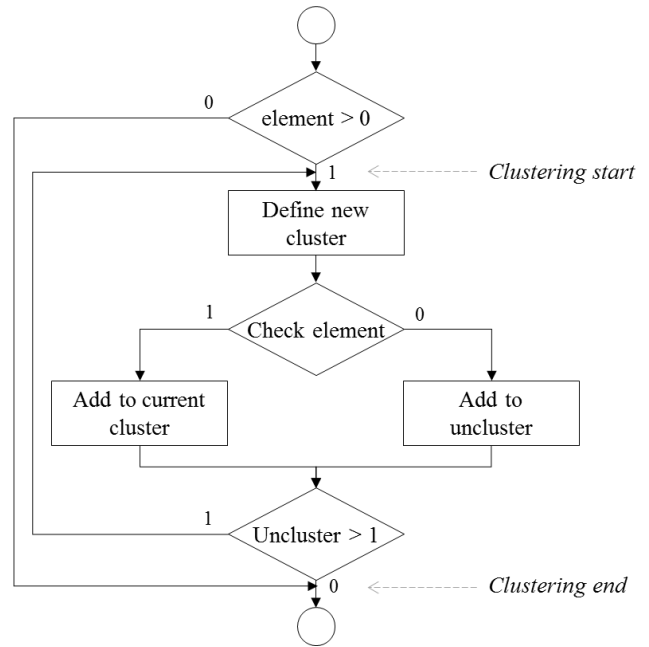 0
element > 0
1
Clustering start
Define new
cluster
1
0
Check element
Add to current
cluster
Add to
uncluster
1
Uncluster > 1
0
Clustering end